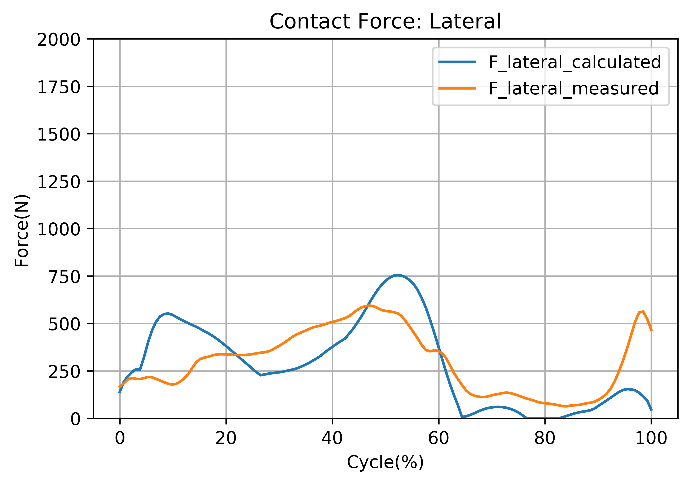 Contact Force: Lateral
F_lateral_calculated
F_lateral_measured
Force(N)
2000
1750
1500
1250
1000
750
500
250
0
0 20 40 60 80 100
Cycle(%)